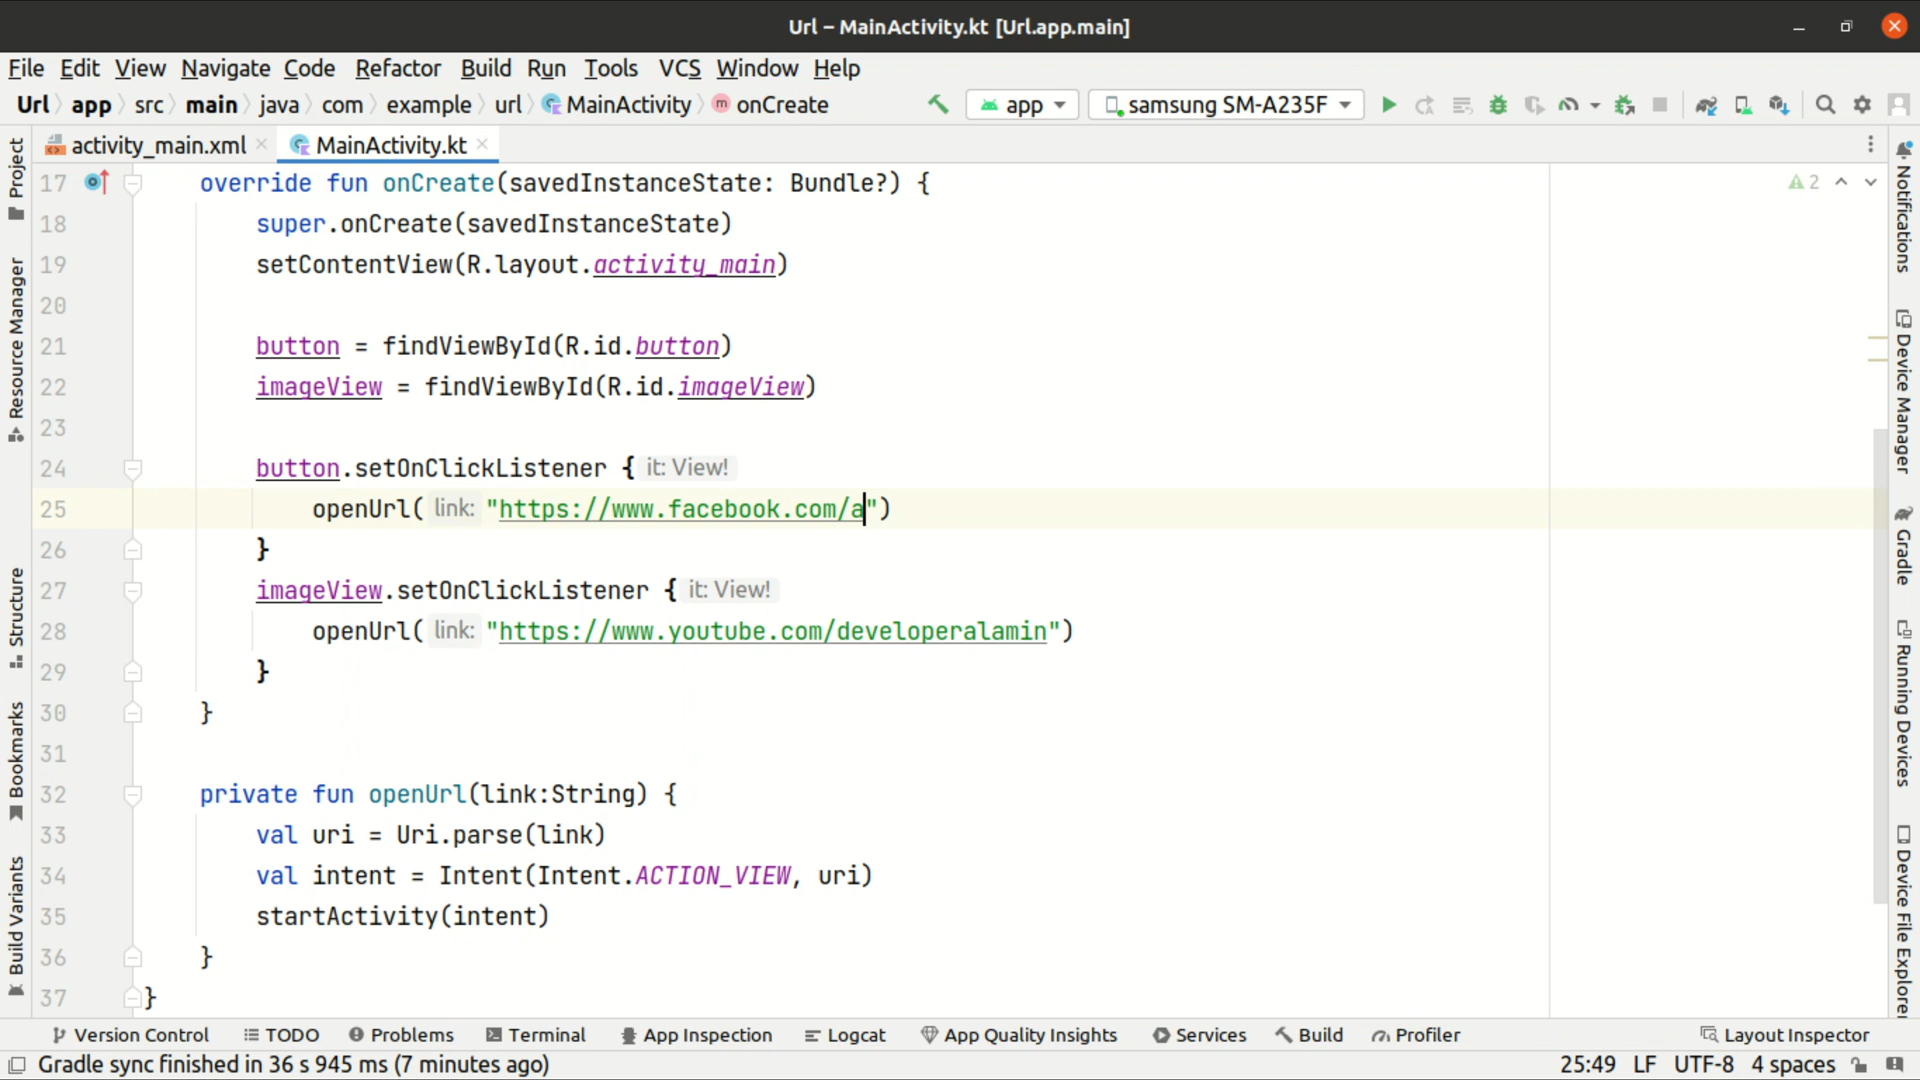 Url – MainActivity.kt [Url.app.main]
File Edit View Navigate Code Refactor Build Run Tools VCS Window Help
Url app src main java com example url MainActivity m onCreate app samsung SM-A235F
activity_main.xml MainActivity.kt
Project
Resource Manager
Structure
Bookmarks
Build Variants
17 override fun onCreate(savedInstanceState: Bundle?) { 2
18 super.onCreate(savedInstanceState)
19 setContentView(R.layout.activity_main)
20
21 button = findViewById(R.id.button)
22 imageView = findViewById(R.id.imageView)
23
24 button.setOnClickListener { it: View!
25 openUrl( link: "https://www.facebook.com/a")
26 }
27 imageView.setOnClickListener { it: View!
28 openUrl( link: "https://www.youtube.com/developeralamin")
29 }
30 }
31
32 private fun openUrl(link:String) {
33 val uri = Uri.parse(link)
34 val intent = Intent(Intent.ACTION_VIEW, uri)
35 startActivity(intent)
36 }
37 }
Notifications
Device Manager
Gradle
Running Devices
Device File Explorer
Version Control TODO Problems Terminal App Inspection Logcat App Quality Insights Services Build Profiler Layout Inspector
Gradle sync finished in 36 s 945 ms (7 minutes ago) 25:49 LF UTF-8 4 spaces